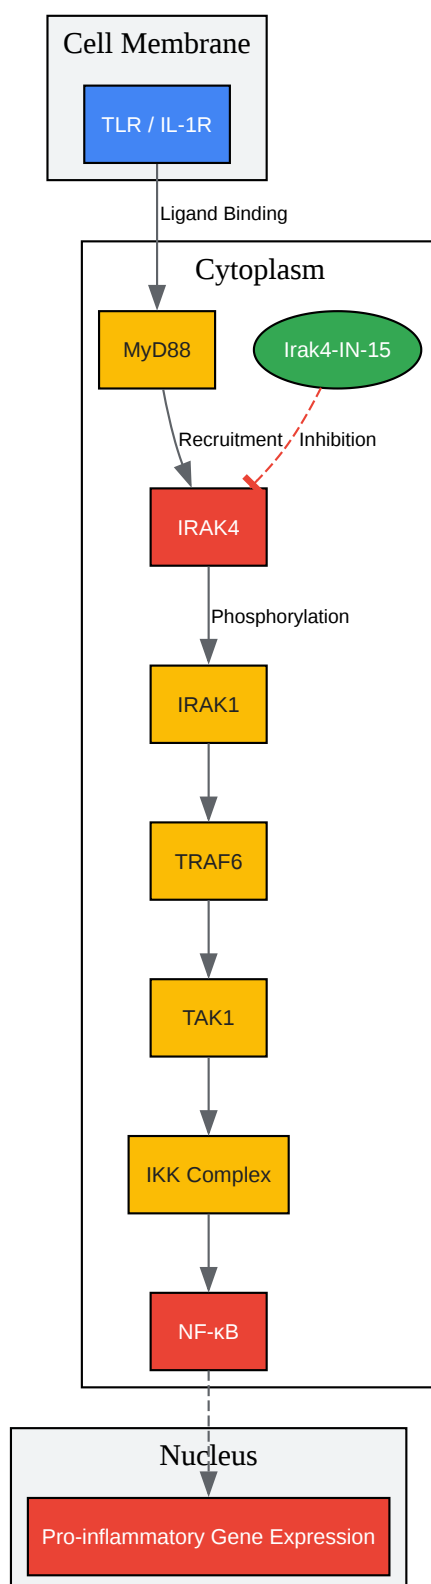 Cell Membrane
TLR / IL-1R
Ligand Binding
Cytoplasm
MyD88
Irak4-IN-15
Recruitment
Inhibition
IRAK4
Phosphorylation
IRAK1
TRAF6
TAK1
IKK Complex
NF-κB
Nucleus
Pro-inflammatory Gene Expression